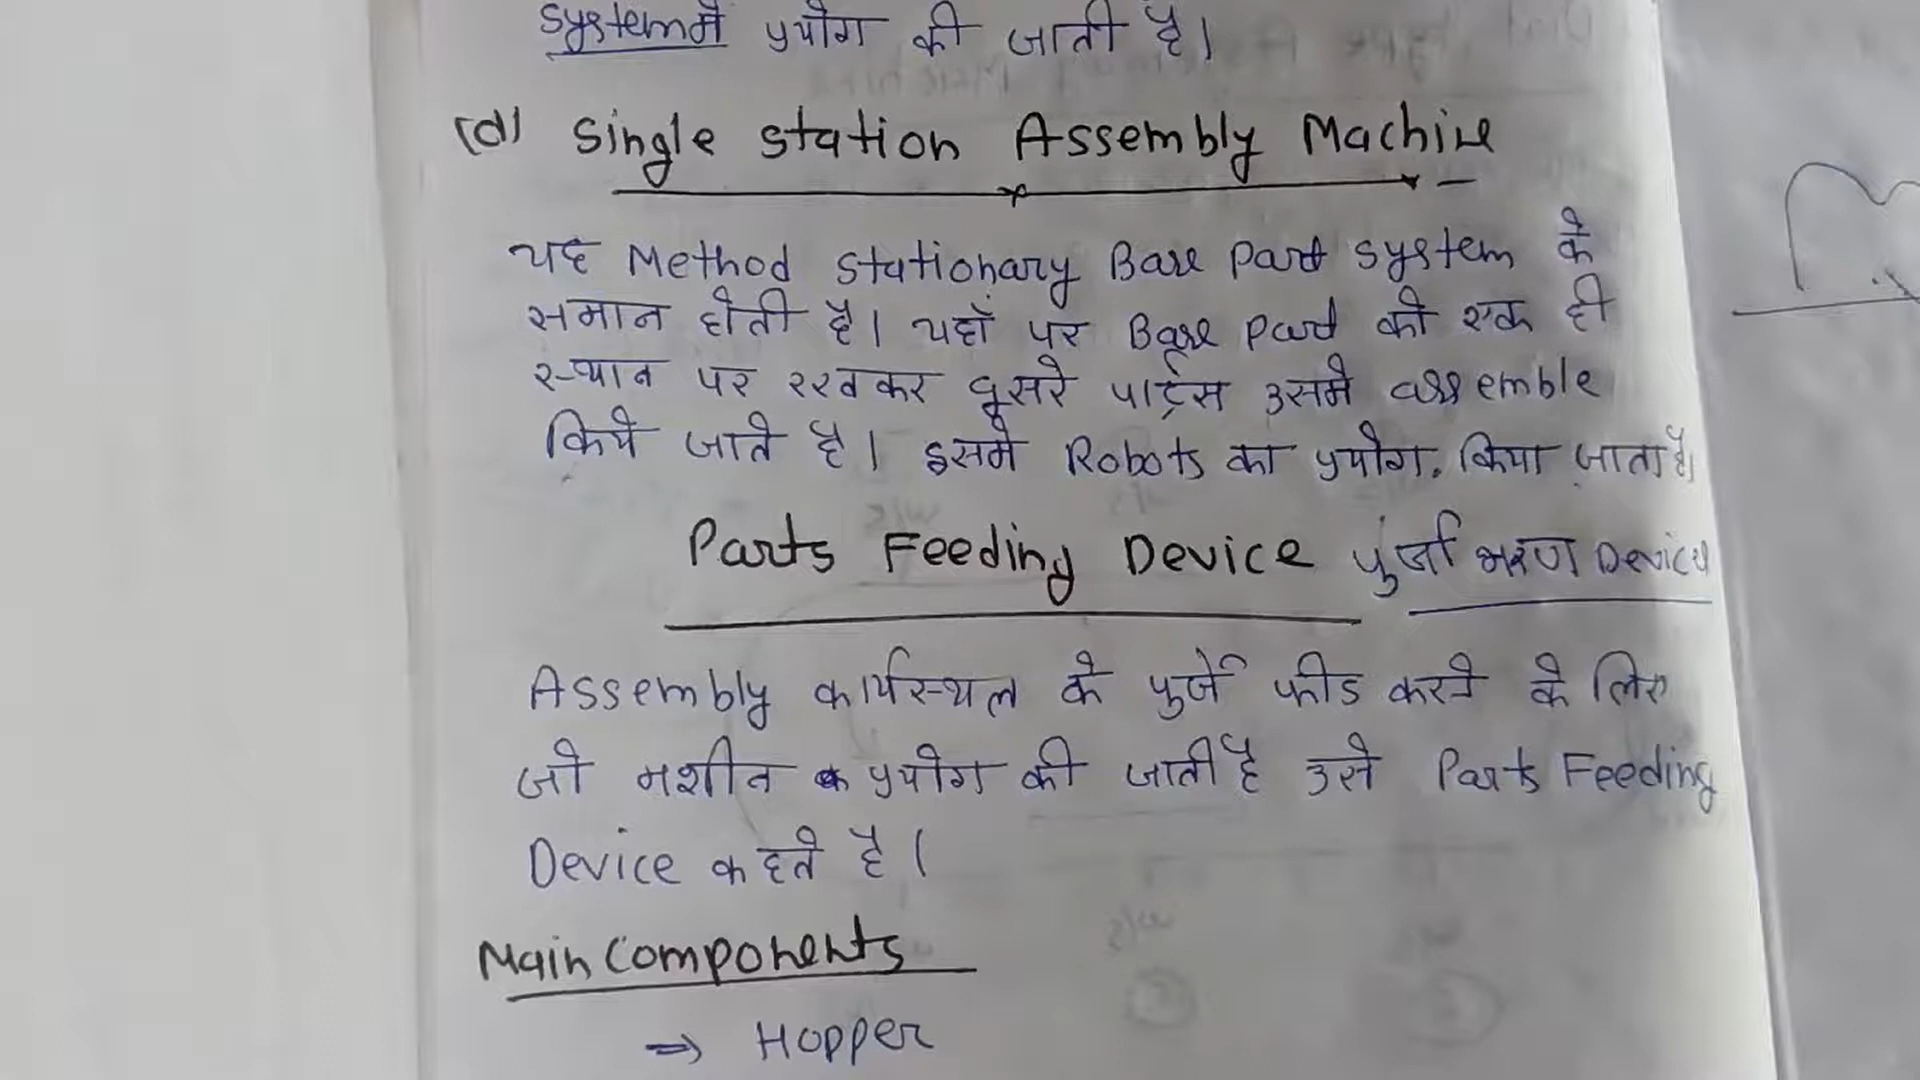 systemमे प्रयोग की जाती है।
(d) Single station Assembly Machine
यह Method stationary Base Part system के
समान होती है। यहाँ पर Base Part को एक ही
स्थान पर रखकर दूसरे पार्ट्स उसमे assemble
किये जाते है। इसमे Robots का प्रयोग. किया जाता है।
Parts Feeding Device पुर्जा भरण Device
Assembly कार्यस्थल के पुर्जे फीड करने के लिए
जो मशीन क प्रयोग की जाती है उसे Parts Feeding
Device कहते है।
Main Components
⇒ Hopper